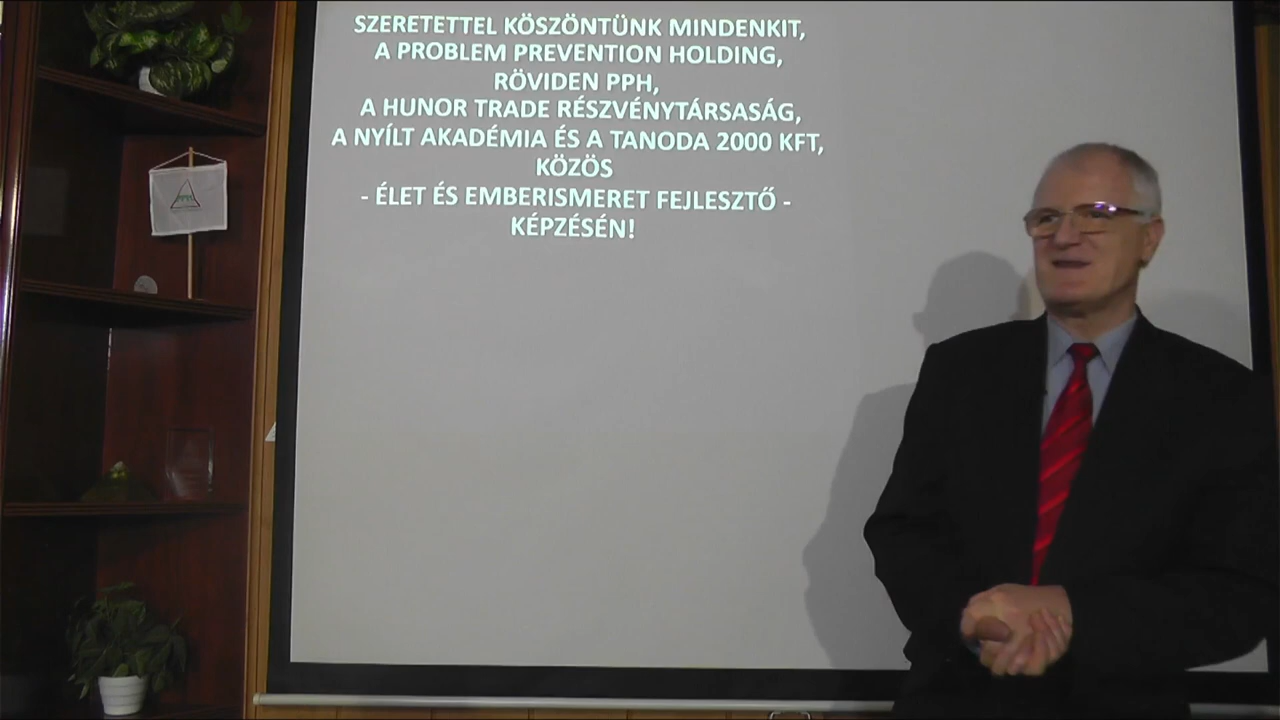 SZERETETTEL KÖSZÖNTÜNK MINDENKIT,
A PROBLEM PREVENTION HOLDING,
RÖVIDEN PPH,
A HUNOR TRADE RÉSZVÉNYTÁRSASÁG,
A NYÍLT AKADÉMIA ÉS A TANODA 2000 KFT,
KÖZÖS
- ÉLET ÉS EMBERISMERET FEJLESZTŐ -
KÉPZÉSÉN!